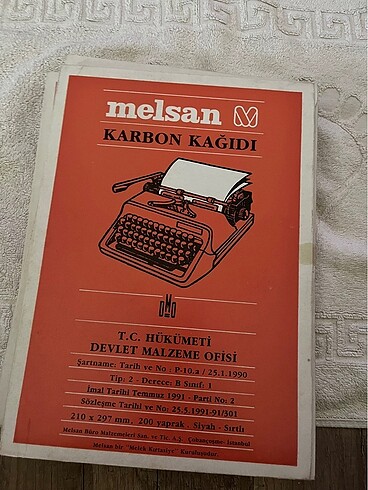 melsan
KARBON KAĞIDI
DMO
T.C. HÜKÜMETİ
DEVLET MALZEME OFİSİ
Şartname: Tarih ve No : P-10.a / 25.1.1990
Tip: 2 - Derece: B Sınıf: 1
İmal Tarihi Temmuz 1991 - Parti No: 2
Sözleşme Tarihi ve No: 25.5.1991-91/301
210 x 297 mm, 200 yaprak, Siyah - Sırtlı
Melsan Büro Malzemeleri San. ve Tic. A.Ş. Çobançeşme-İstanbul
Melsan bir "Melek Kırtasiye" Kuruluşudur.